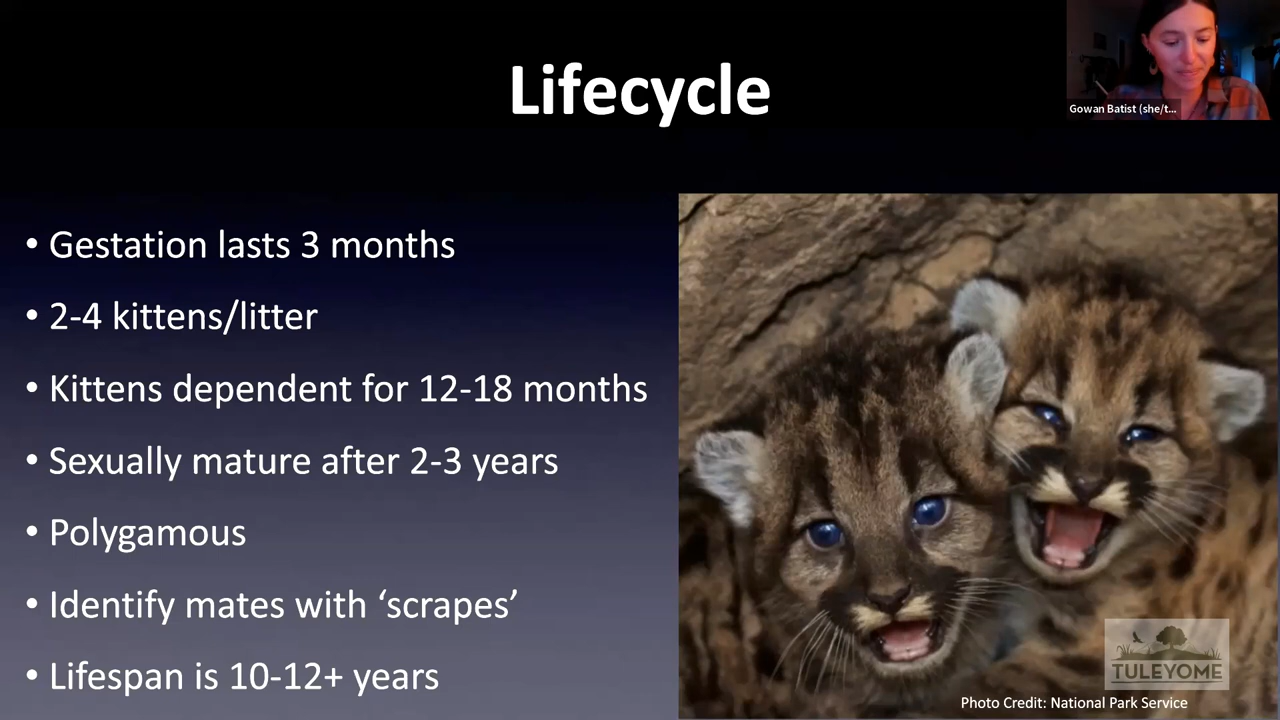 Lifecycle
Gowan Batist (she/t...
• Gestation lasts 3 months
• 2-4 kittens/litter
• Kittens dependent for 12-18 months
• Sexually mature after 2-3 years
• Polygamous
• Identify mates with ‘scrapes’
• Lifespan is 10-12+ years
TULEYOME
Photo Credit: National Park Service